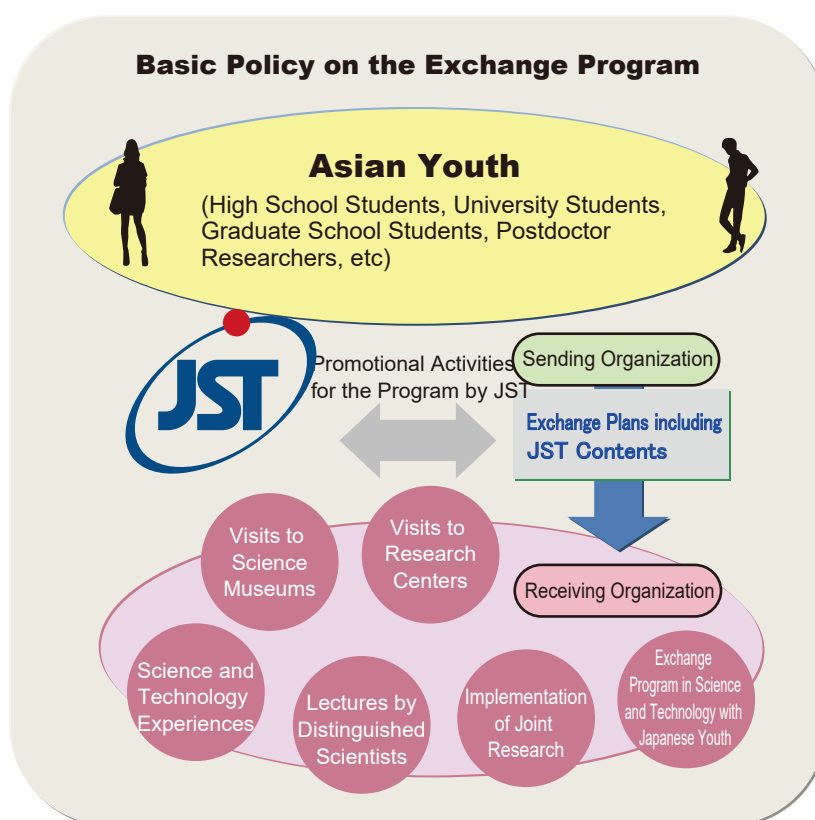 Basic Policy on the Exchange Program
Asian Youth
(High School Students, University Students,
Graduate School Students, Postdoctor
Researchers, etc)
JST
Promotional Activities
for the Program by JST
Sending Organization
Exchange Plans including
JST Contents
Receiving Organization
Visits to
Science
Museums
Visits to
Research
Centers
Science and
Technology
Experiences
Lectures by
Distinguished
Scientists
Implementation
of Joint
Research
Exchange
Program in Science
and Technology with
Japanese Youth